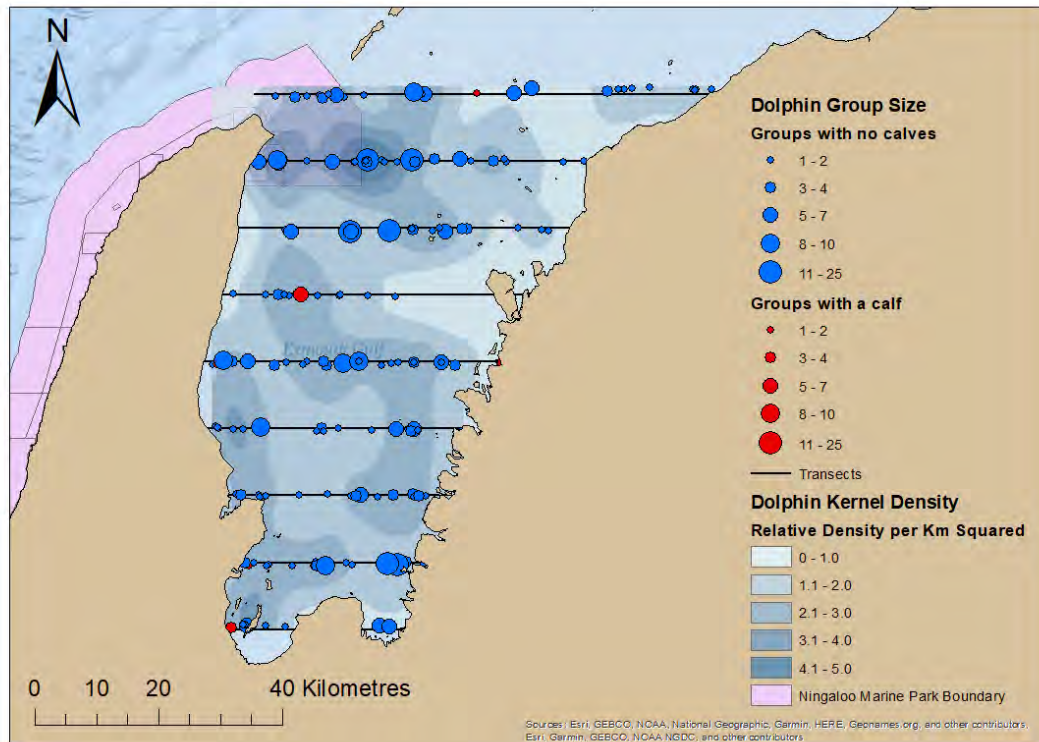 N
Exmouth Gulf
Dolphin Group Size
Groups with no calves
1 - 2
3 - 4
5 - 7
8 - 10
11 - 25
Groups with a calf
1 - 2
3 - 4
5 - 7
8 - 10
11 - 25
Transects
Dolphin Kernel Density
Relative Density per Km Squared
0 - 1.0
1.1 - 2.0
2.1 - 3.0
3.1 - 4.0
4.1 - 5.0
Ningaloo Marine Park Boundary
0 10 20 40 Kilometres
Sources: Esri, GEBCO, NOAA, National Geographic, Garmin, HERE, Geonames.org, and other contributors,
Esri, Garmin, GEBCO, NOAA NGDC, and other contributors